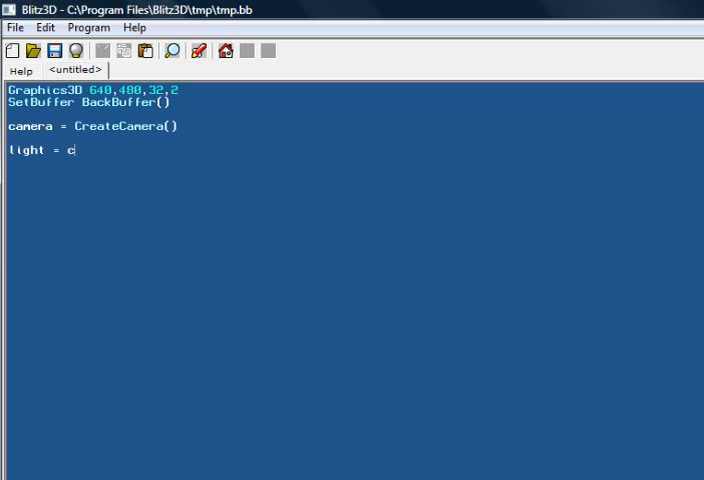 Blitz3D - C:\Program Files\Blitz3D\tmp\tmp.bb
File Edit Program Help
Help <untitled>
Graphics3D 640,480,32,2
SetBuffer BackBuffer()
camera = CreateCamera()
light = c